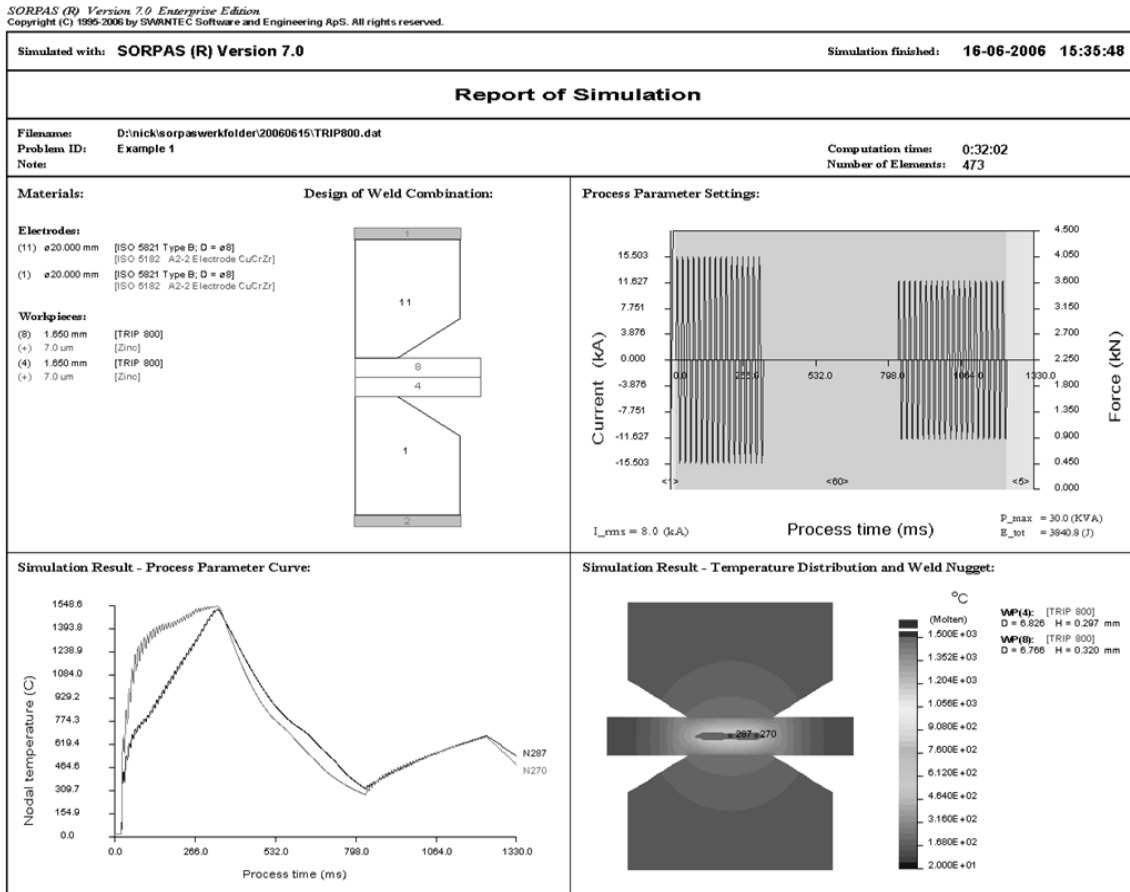 SORPAS (R) Version 7.0 Enterprise Edition
Copyright (C) 1995-2006 by SWANTEC Software and Engineering ApS. All rights reserved.
Simulated with: SORPAS (R) Version 7.0
Simulation finished: 16-06-2006 15:35:48
Report of Simulation
Filename: D:\nick\sorpaswerkfolder\20060615\TRIP800.dat
Problem ID: Example 1
Note:
Computation time: 0:32:02
Number of Elements: 473
Materials:
Electrodes:
(11) ø20.000 mm [ISO 5821 Type B; D = ø8]
[ISO 5182 A2-2 Electrode CuCrZr]
(1) ø20.000 mm [ISO 5821 Type B; D = ø8]
[ISO 5182 A2-2 Electrode CuCrZr]
Workpieces:
(8) 1.650 mm [TRIP 800]
(+) 7.0 um [Zinc]
(4) 1.650 mm [TRIP 800]
(+) 7.0 um [Zinc]
Design of Weld Combination:
1
11
8
4
1
2
Process Parameter Settings:
15.503
11.627
7.751
3.876
0.000
-3.876
-7.751
-11.627
-15.503
Current (kA)
0.0 266.0 532.0 798.0 1064.0 1330.0
4.500
4.050
3.600
3.150
2.700
2.250
1.800
1.350
0.900
0.450
0.000
Force (kN)
<1> <60> <5>
I_rms = 8.0 (kA)
Process time (ms)
P_max = 30.0 (KVA)
E_tot = 3840.8 (J)
Simulation Result - Process Parameter Curve:
1548.6
1393.8
1238.9
1084.0
929.2
774.3
619.4
464.6
309.7
154.9
0.0
Nodal temperature (C)
N287
N270
0.0 266.0 532.0 798.0 1064.0 1330.0
Process time (ms)
Simulation Result - Temperature Distribution and Weld Nugget:
287 270
°C
(Molten)
1.500E+03
1.352E+03
1.204E+03
1.056E+03
9.080E+02
7.600E+02
6.120E+02
4.640E+02
3.160E+02
1.680E+02
2.000E+01
WP(4): [TRIP 800]
D = 6.826 H = 0.297 mm
WP(8): [TRIP 800]
D = 6.766 H = 0.320 mm